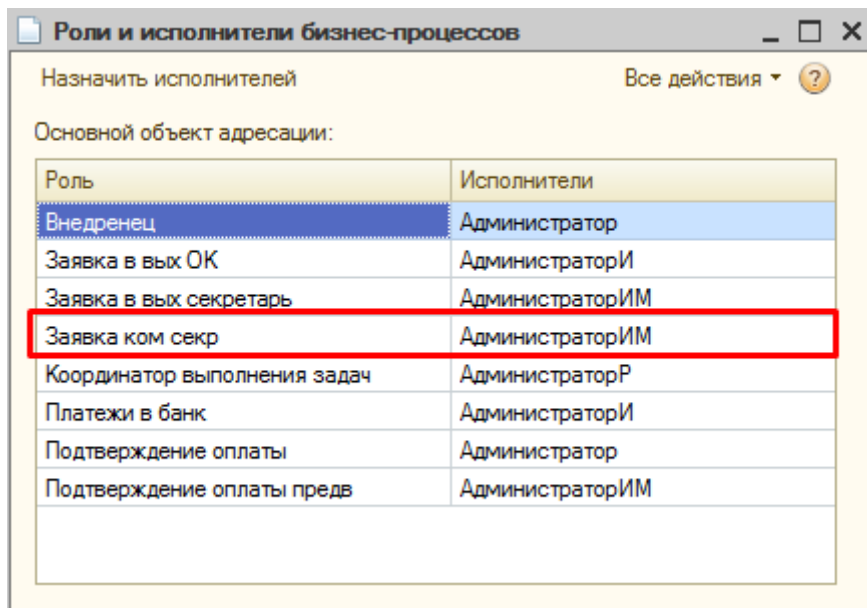 Роли и исполнители бизнес-процессов
Назначить исполнителей Все действия ?
Основной объект адресации:
Роль Исполнители
Внедренец Администратор
Заявка в вых ОК АдминистраторИ
Заявка в вых секретарь АдминистраторИМ
Заявка ком секр АдминистраторИМ
Координатор выполнения задач АдминистраторР
Платежи в банк АдминистраторИ
Подтверждение оплаты Администратор
Подтверждение оплаты предв АдминистраторИМ